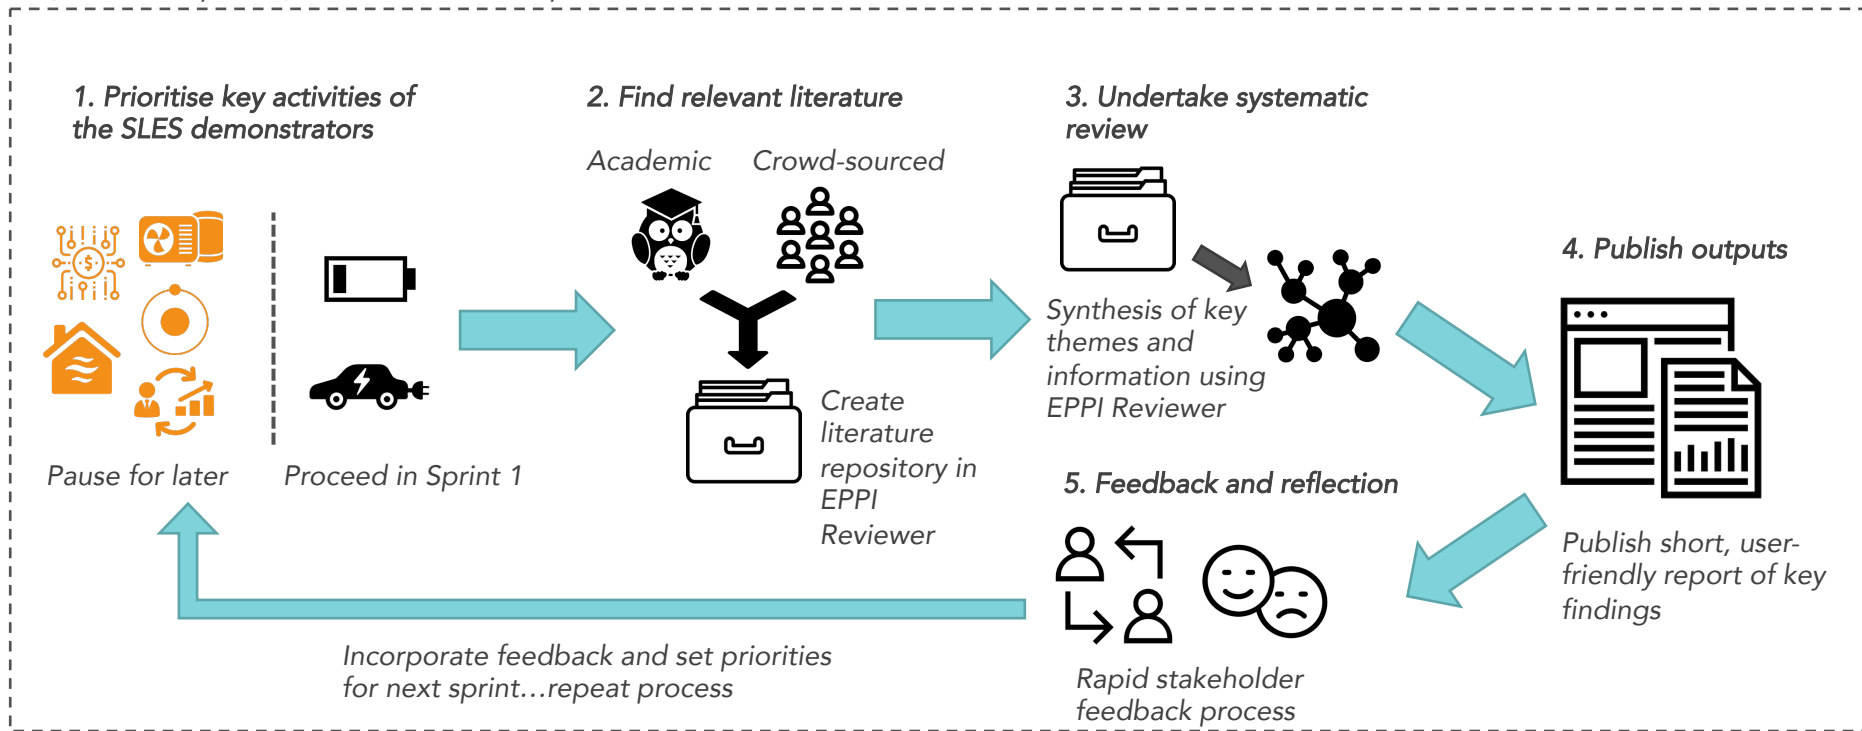 1. Prioritise key activities of
the SLES demonstrators
Pause for later
Proceed in Sprint 1
2. Find relevant literature
Academic
Crowd-sourced
Create
literature
repository in
EPPI
Reviewer
3. Undertake systematic
review
Synthesis of key
themes and
information using
EPPI Reviewer
4. Publish outputs
Publish short, user-
friendly report of key
findings
5. Feedback and reflection
Rapid stakeholder
feedback process
Incorporate feedback and set priorities
for next sprint...repeat process